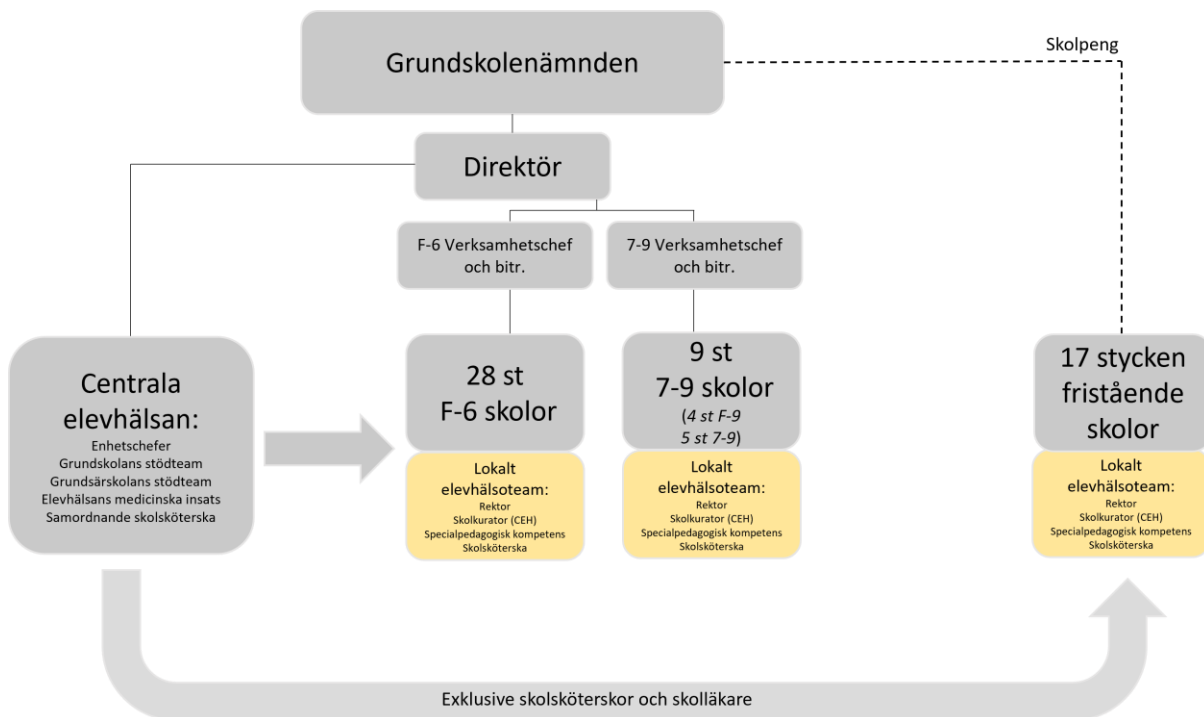 Grundskolenämnden
Skolpeng
Direktör
F-6 Verksamhetschef
och bitr.
7-9 Verksamhetschef
och bitr.
Centrala
elevhälsan:
Enhetschefer
Grundskolans stödteam
Grundsärskolans stödteam
Elevhälsans medicinska insats
Samordnande skolsköterska
28 st
F-6 skolor
Lokalt
elevhälsoteam:
Rektor
Skolkurator (CEH)
Specialpedagogisk kompetens
Skolsköterska
9 st
7-9 skolor
(4 st F-9
5 st 7-9)
Lokalt
elevhälsoteam:
Rektor
Skolkurator (CEH)
Specialpedagogisk kompetens
Skolsköterska
17 stycken
fristående
skolor
Lokalt
elevhälsoteam:
Rektor
Skolkurator (CEH)
Specialpedagogisk kompetens
Skolsköterska
Exklusive skolsköterskor och skolläkare